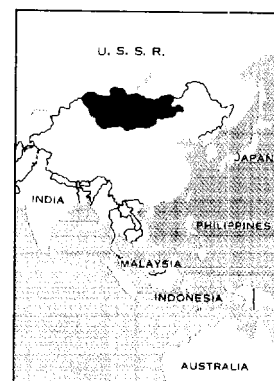 U. S. S. R.
JAPAN
INDIA
PHILIPPINES
MALAYSIA
INDONESIA
AUSTRALIA